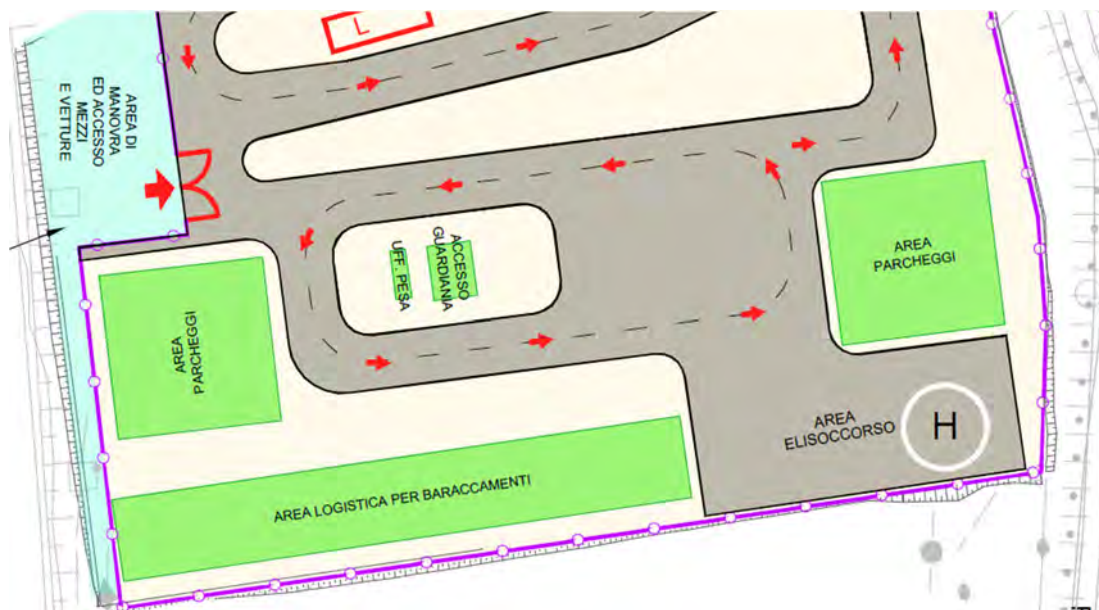 L
AREA DI
MANOVRA
ED ACCESSO
MEZZI
E VETTURE
ACCESSO
GUARDIANIA
UFF. PESA
AREA
PARCHEGGI
AREA
PARCHEGGI
AREA
ELISOCCORSO
H
AREA LOGISTICA PER BARACCAMENTI